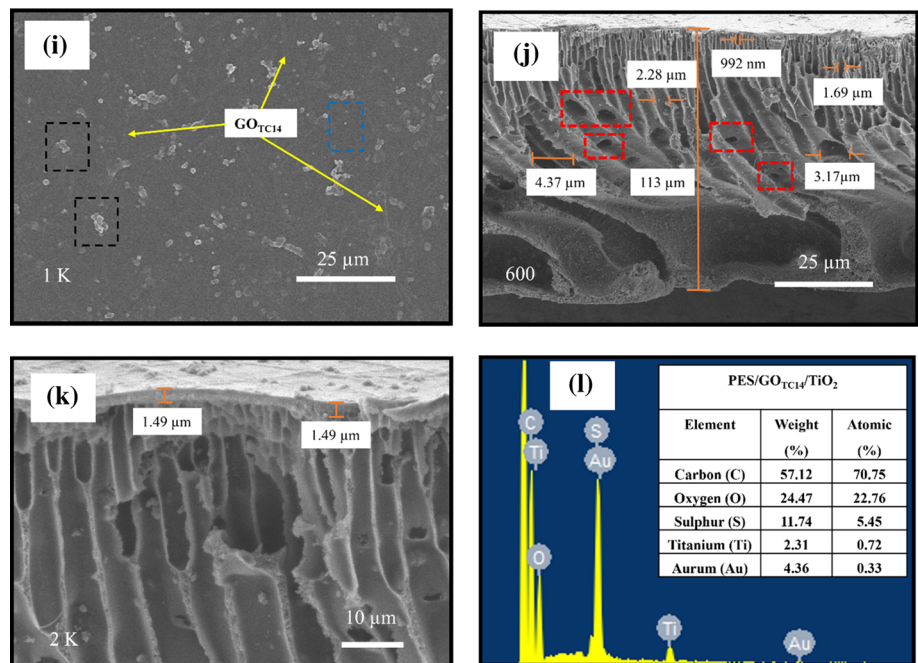 (i)
GOTC14
1 K
25 µm
(j)
2.28 µm
992 nm
1.69 µm
4.37 µm
113 µm
3.17µm
600
25 µm
(k)
1.49 µm
1.49 µm
2 K
10 µm
(l)
C
Ti
O
S
Au
Ti
Au
PES/GOTC14/TiO2
Element Weight (%) Atomic (%)
Carbon (C) 57.12 70.75
Oxygen (O) 24.47 22.76
Sulphur (S) 11.74 5.45
Titanium (Ti) 2.31 0.72
Aurum (Au) 4.36 0.33